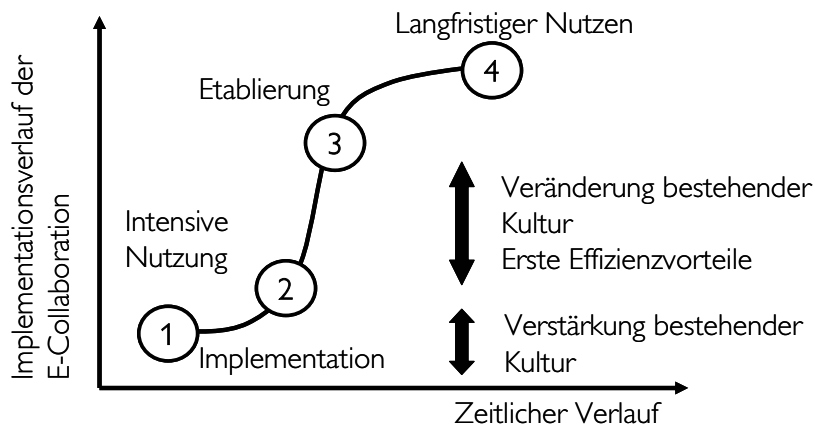 Langfristiger Nutzen
4
Etablierung
3
Implementationsverlauf der
E-Collaboration
Veränderung bestehender
Kultur
Erste Effizienzvorteile
Intensive
Nutzung
2
1
Implementation
Verstärkung bestehender
Kultur
Zeitlicher Verlauf